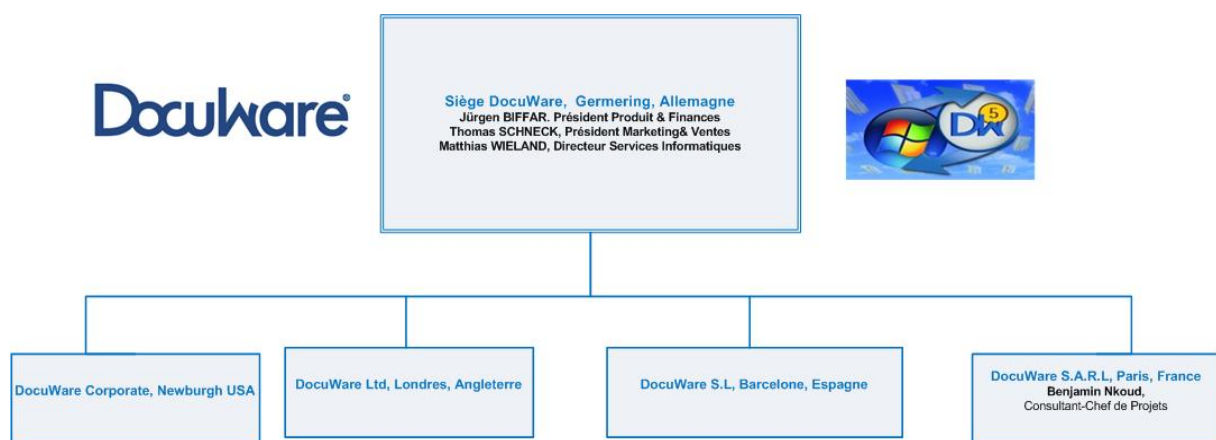 DocuWare®
Siège DocuWare, Germering, Allemagne
Jürgen BIFFAR. Président Produit & Finances
Thomas SCHNECK, Président Marketing& Ventes
Matthias WIELAND, Directeur Services Informatiques
DW 5
DocuWare Corporate, Newburgh USA
DocuWare Ltd, Londres, Angleterre
DocuWare S.L, Barcelone, Espagne
DocuWare S.A.R.L, Paris, France
Benjamin Nkoud,
Consultant-Chef de Projets